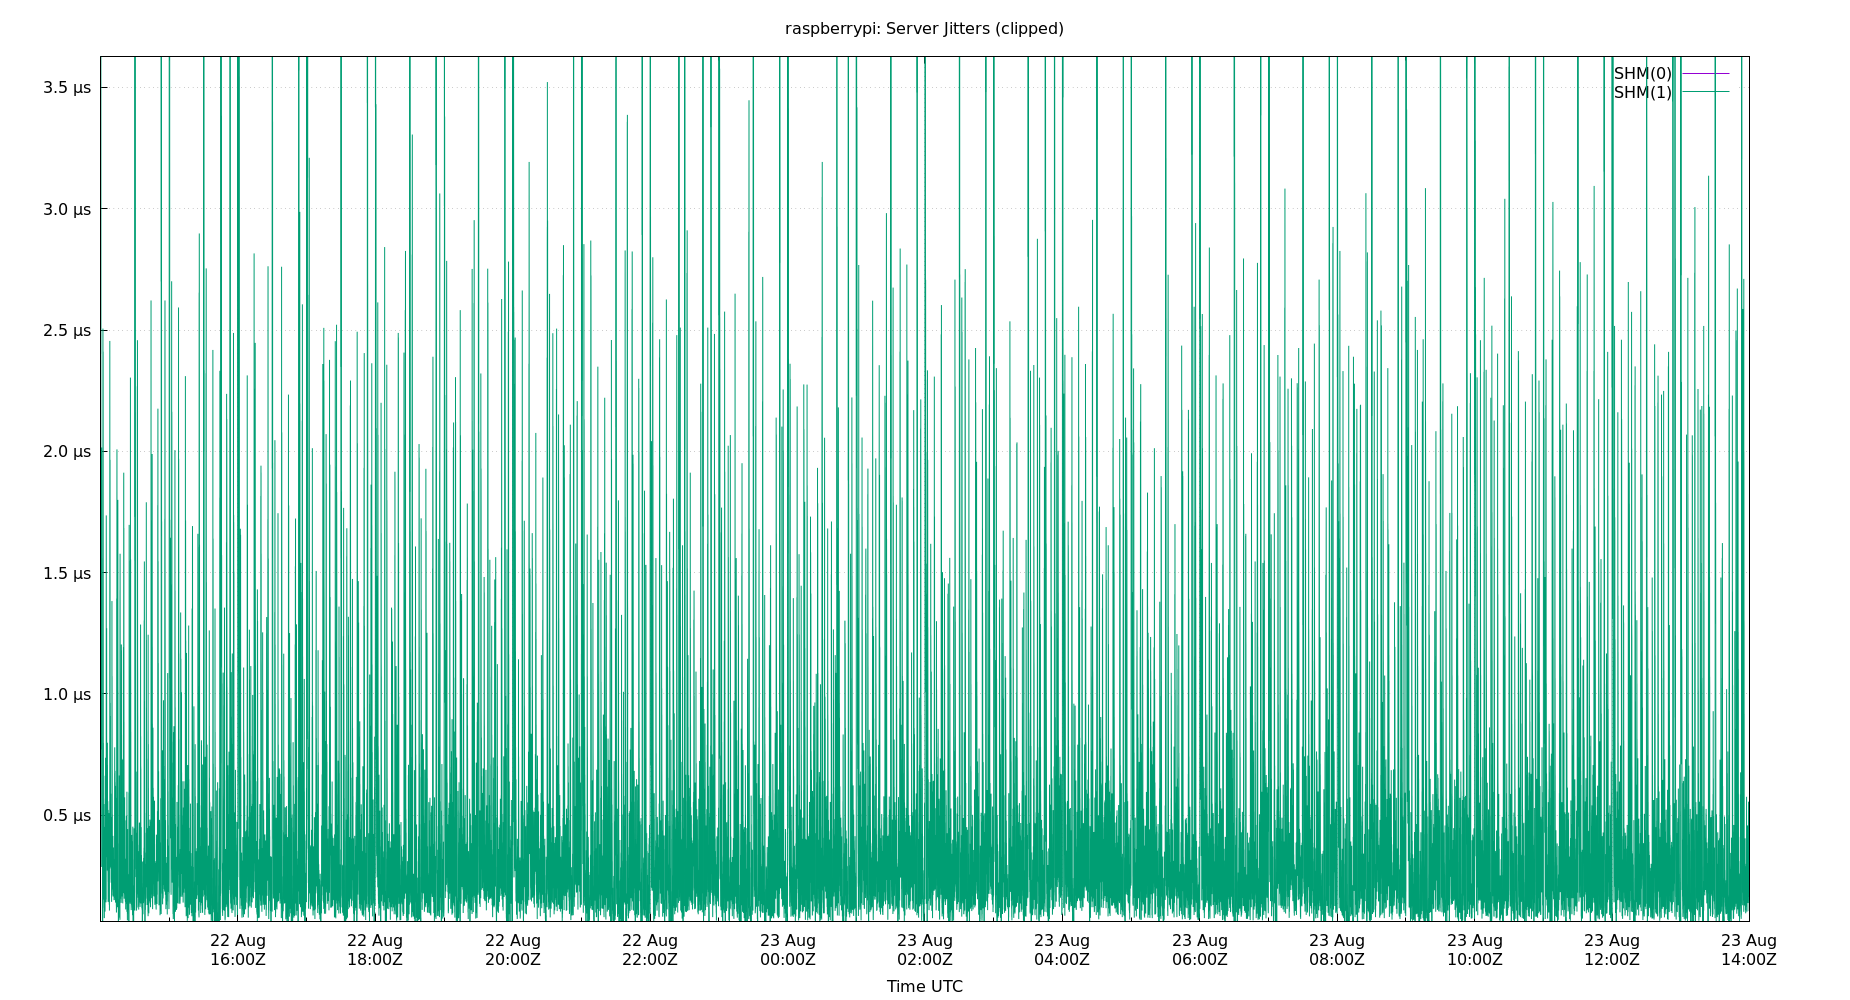 raspberrypi: Server Jitters (clipped)
SHM(0)
SHM(1)
3.5 µs
3.0 µs
2.5 µs
2.0 µs
1.5 µs
1.0 µs
0.5 µs
22 Aug 22 Aug 22 Aug 22 Aug 23 Aug 23 Aug 23 Aug 23 Aug 23 Aug 23 Aug 23 Aug 23 Aug
16:00Z 18:00Z 20:00Z 22:00Z 00:00Z 02:00Z 04:00Z 06:00Z 08:00Z 10:00Z 12:00Z 14:00Z
Time UTC